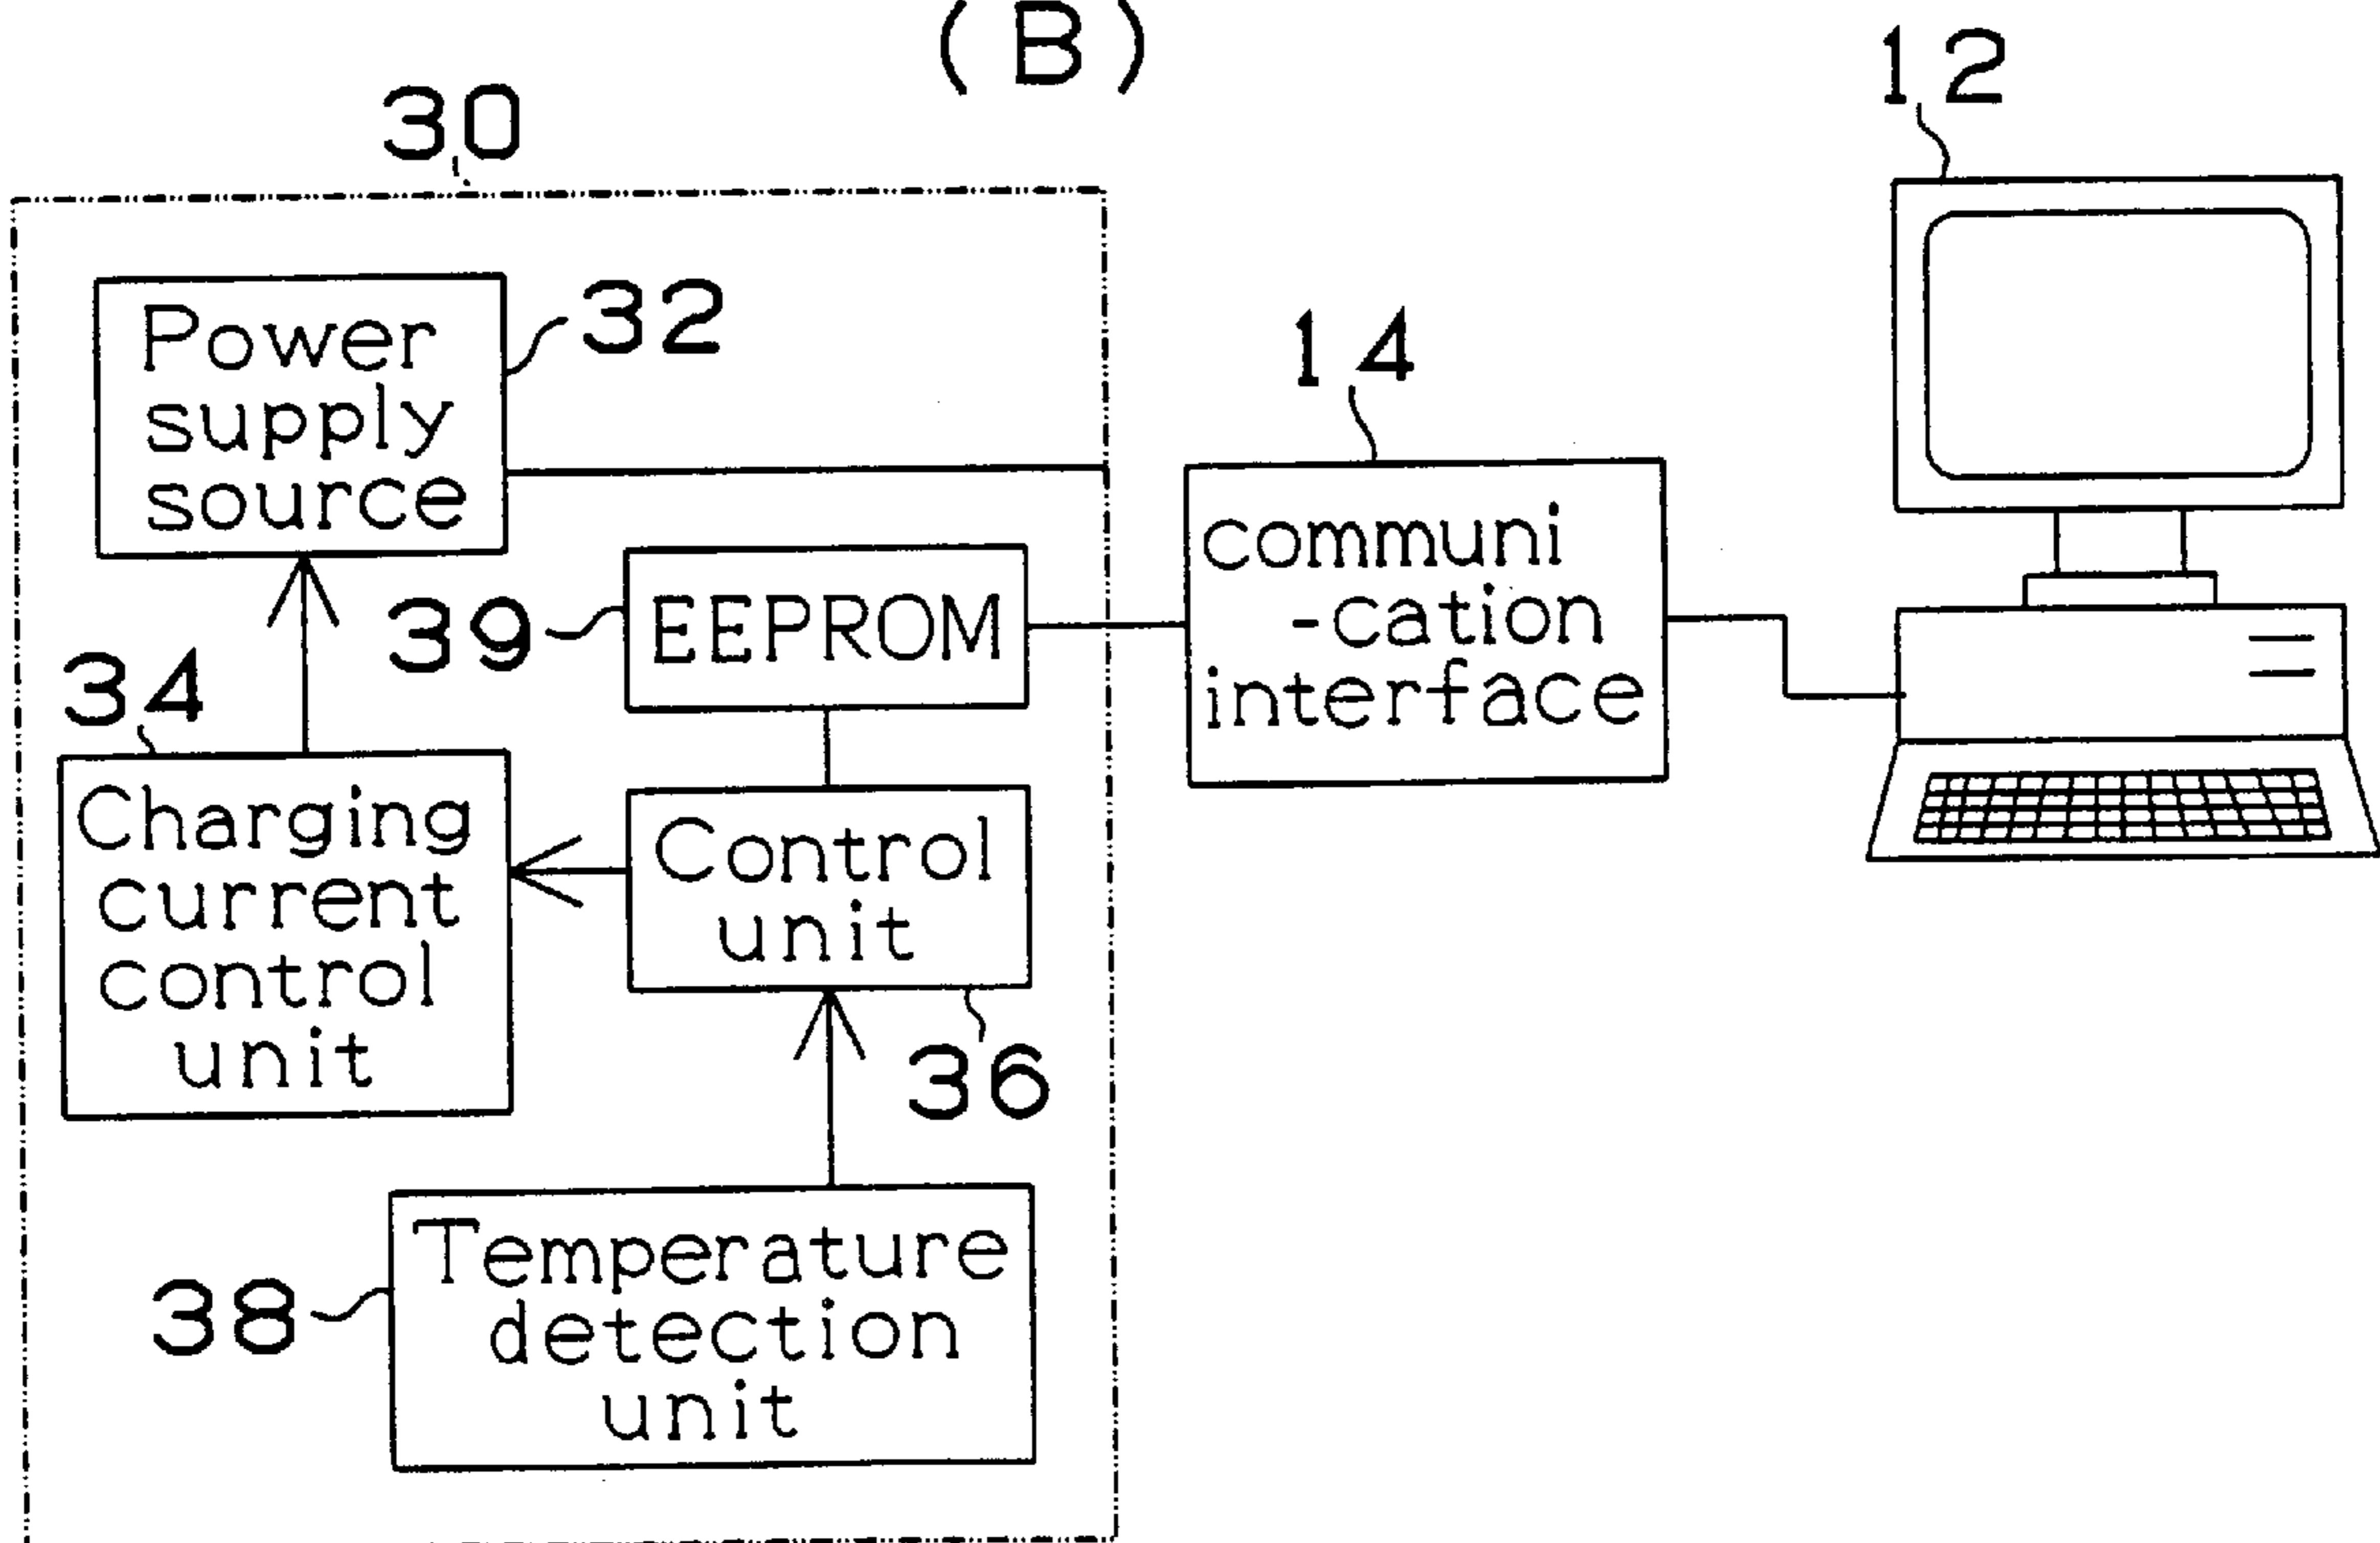 (B)
30
12
Power
supply
source
32
14
communi
-cation
interface
39
EEPROM
34
Charging
current
control
unit
Control
unit
36
38
Temperature
detection
unit